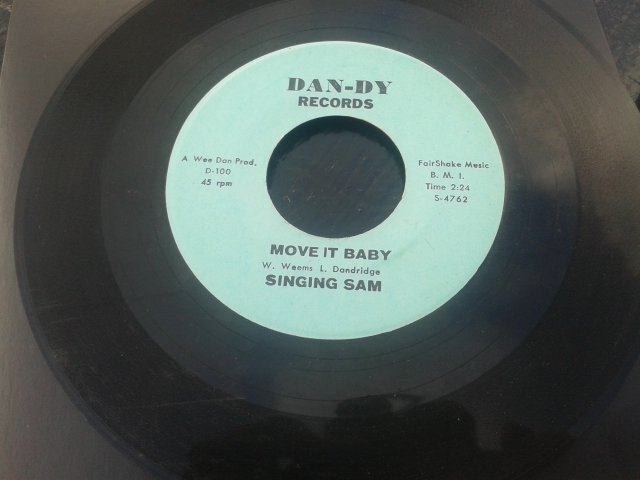 DAN-DY
RECORDS
A Wee Dan Prod.
D-100
45 rpm
FairShake Music
B. M. I.
Time 2:24
S-4762
MOVE IT BABY
W. Weems L. Dandridge
SINGING SAM